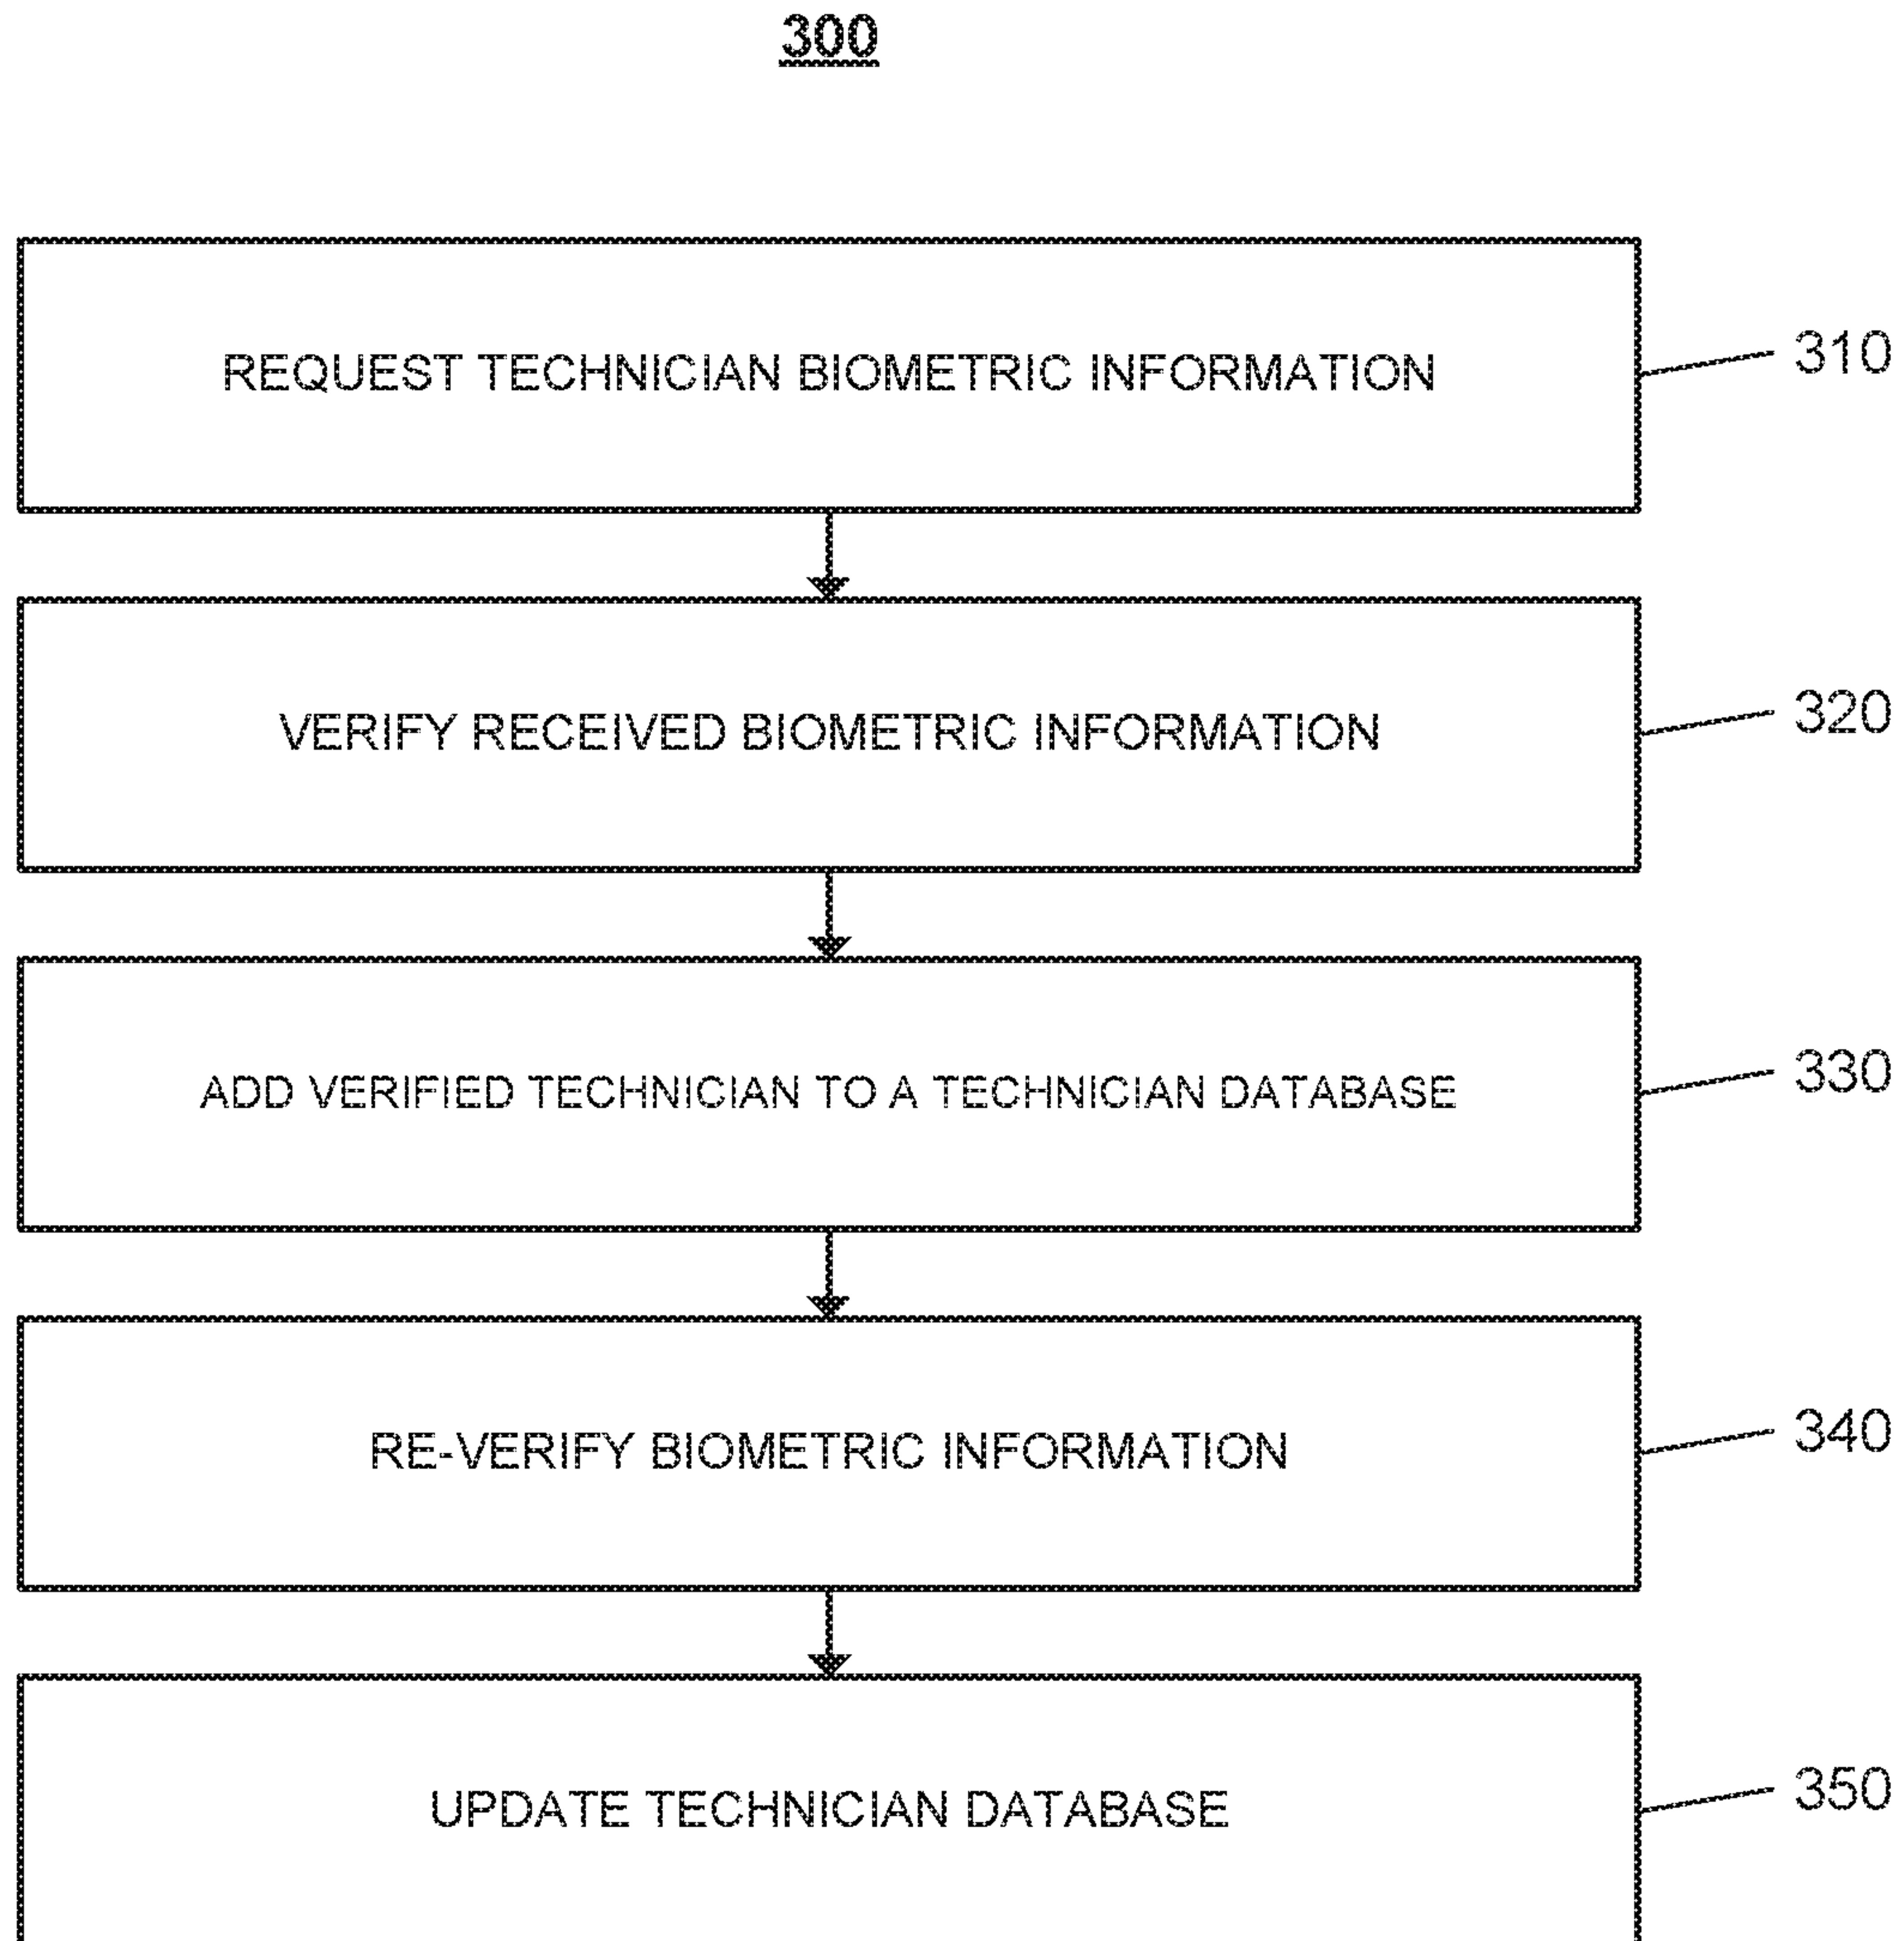 300
REQUEST TECHNICIAN BIOMETRIC INFORMATION
310
VERIFY RECEIVED BIOMETRIC INFORMATION
320
ADD VERIFIED TECHNICIAN TO A TECHNICIAN DATABASE
330
RE-VERIFY BIOMETRIC INFORMATION
340
UPDATE TECHNICIAN DATABASE
350